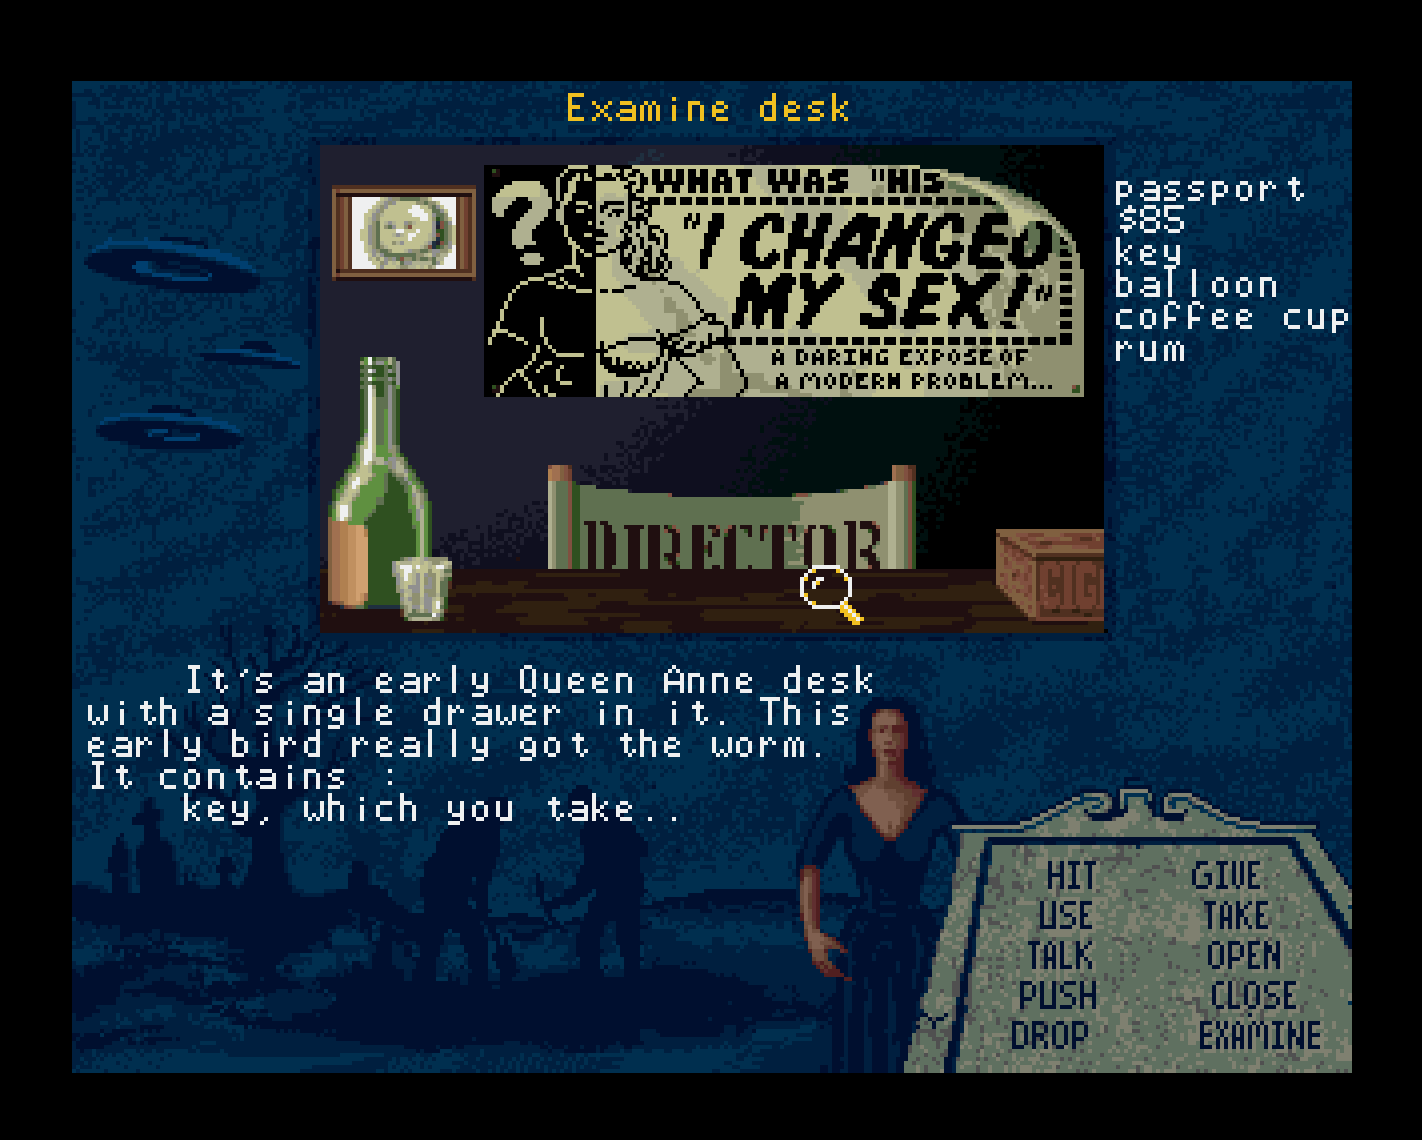 Examine desk
WHAT WAS "HIS
"I CHANGED
MY SEX!"
A DARING EXPOSE OF
A MODERN PROBLEM...
DIRECTOR
CIG
passport
$85
key
balloon
coffee cup
rum
It's an early Queen Anne desk
with a single drawer in it. This
early bird really got the worm.
It contains :
key, which you take..
HIT GIVE
USE TAKE
TALK OPEN
PUSH CLOSE
DROP EXAMINE